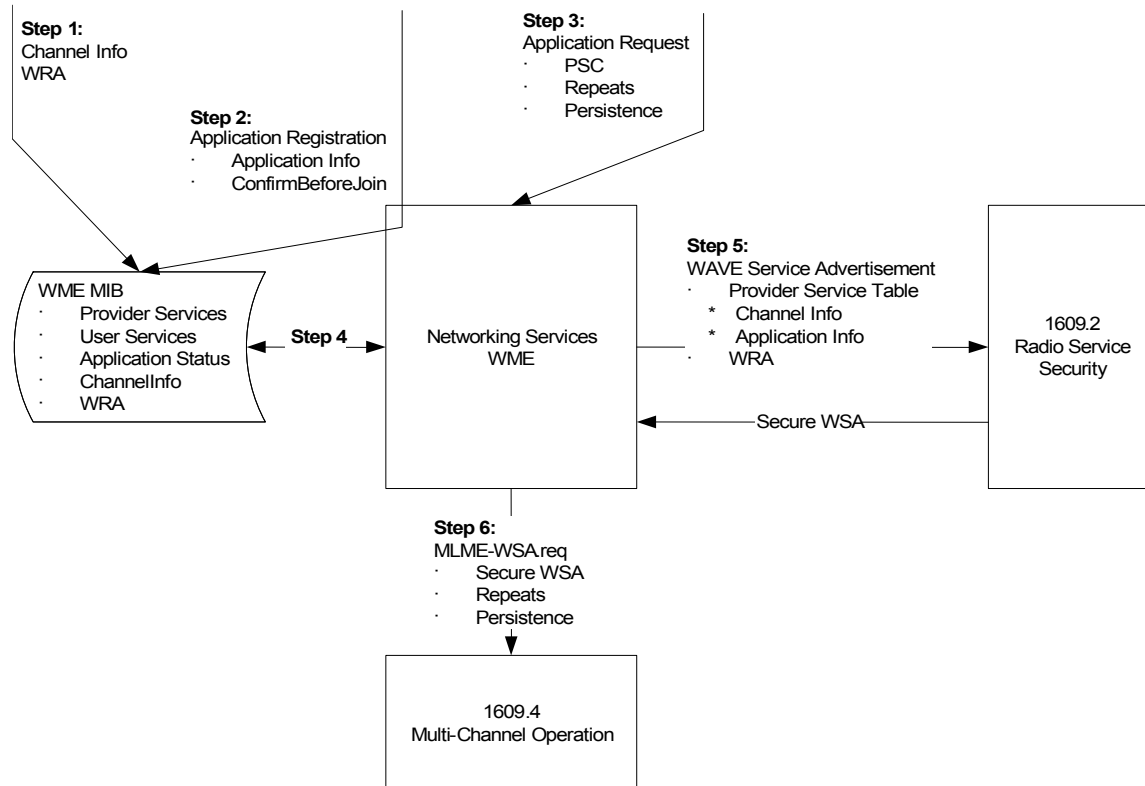 Step 1:
Channel Info
WRA
Step 2:
Application Registration
· Application Info
· ConfirmBeforeJoin
Step 3:
Application Request
· PSC
· Repeats
· Persistence
WME MIB
· Provider Services
· User Services
· Application Status
· ChannelInfo
· WRA
Step 4
Networking Services
WME
Step 5:
WAVE Service Advertisement
· Provider Service Table
* Channel Info
* Application Info
· WRA
1609.2
Radio Service
Security
Secure WSA
Step 6:
MLME-WSA.req
· Secure WSA
· Repeats
· Persistence
1609.4
Multi-Channel Operation